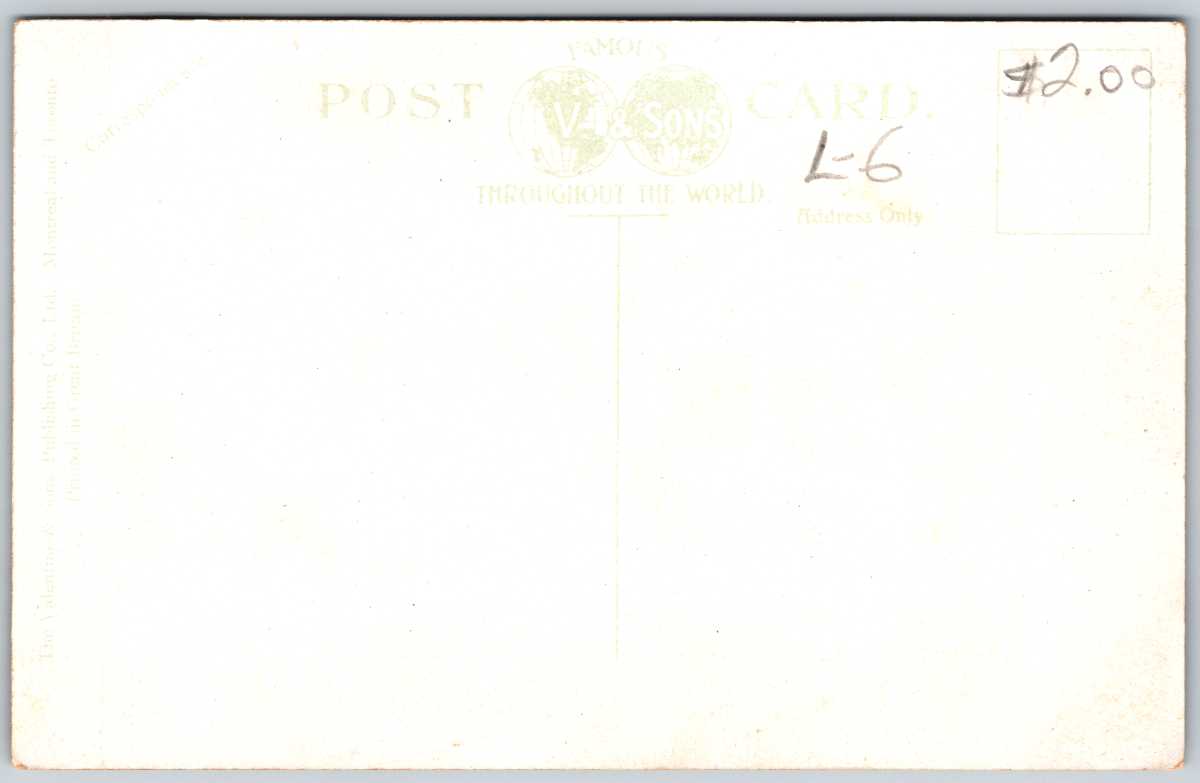 FAMOUS
POST CARD.
V. & SONS
THROUGHOUT THE WORLD.
$2.00
L-6
Address Only
Correspondence
The Valentine & Sons Publishing Co., Ltd. Montreal and Toronto
Printed in Great Britain